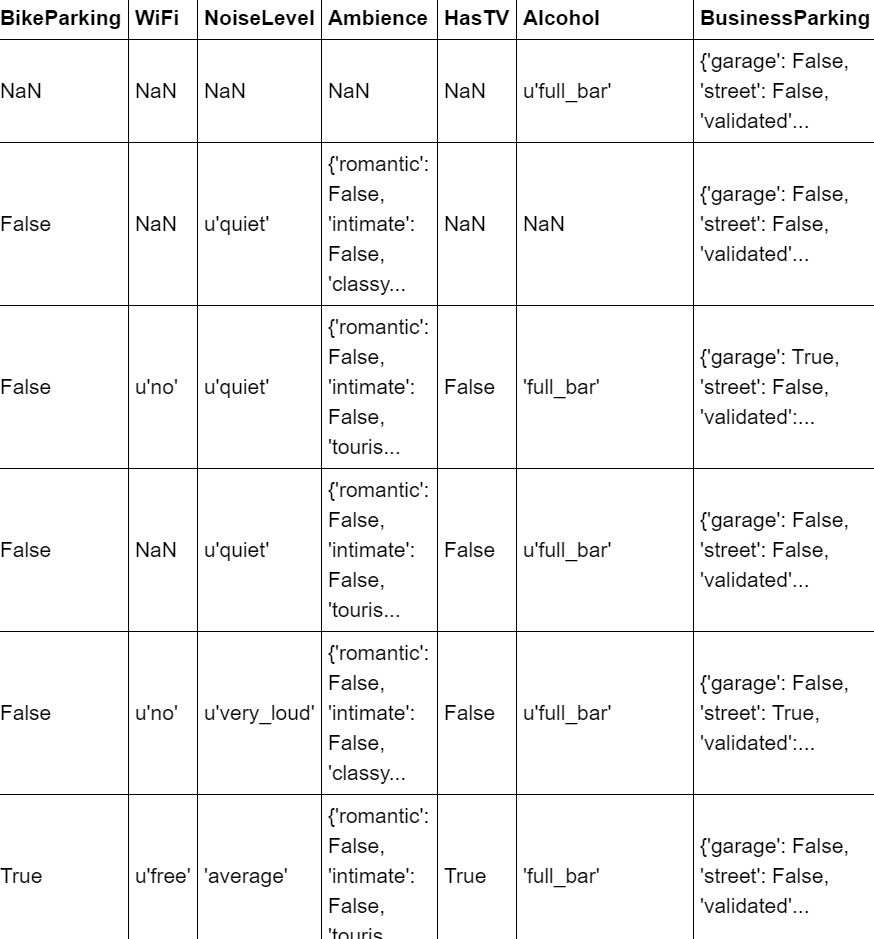 BikeParking WiFi NoiseLevel Ambience HasTV Alcohol BusinessParking
NaN NaN NaN NaN NaN u'full_bar' {'garage': False,
'street': False,
'validated'...
False NaN u'quiet' {'romantic':
False,
'intimate':
False,
'classy... NaN NaN {'garage': False,
'street': False,
'validated'...
False u'no' u'quiet' {'romantic':
False,
'intimate':
False,
'touris... False 'full_bar' {'garage': True,
'street': False,
'validated':...
False NaN u'quiet' {'romantic':
False,
'intimate':
False,
'touris... False u'full_bar' {'garage': False,
'street': False,
'validated'...
False u'no' u'very_loud' {'romantic':
False,
'intimate':
False,
'classy... False u'full_bar' {'garage': False,
'street': True,
'validated':...
True u'free' 'average' {'romantic':
False,
'intimate':
False,
'touris True 'full_bar' {'garage': False,
'street': False,
'validated'...